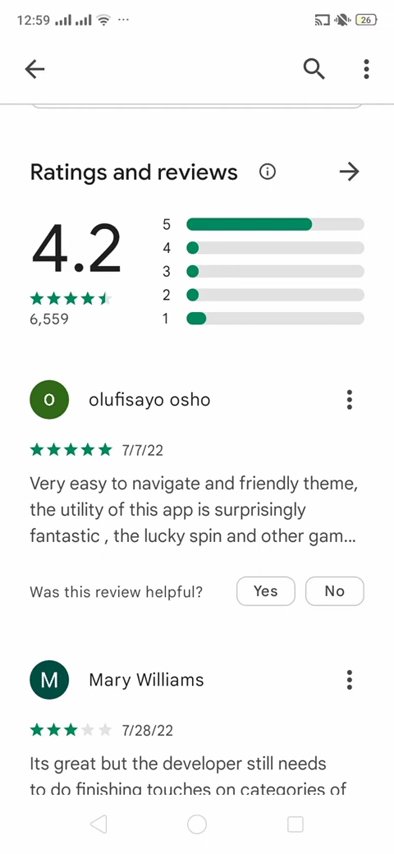 12:59 ... 26
Ratings and reviews
4.2
5
4
3
2
1
6,559
o olufisayo osho
7/7/22
Very easy to navigate and friendly theme,
the utility of this app is surprisingly
fantastic , the lucky spin and other gam...
Was this review helpful? Yes No
M Mary Williams
7/28/22
Its great but the developer still needs
to do finishing touches on categories of